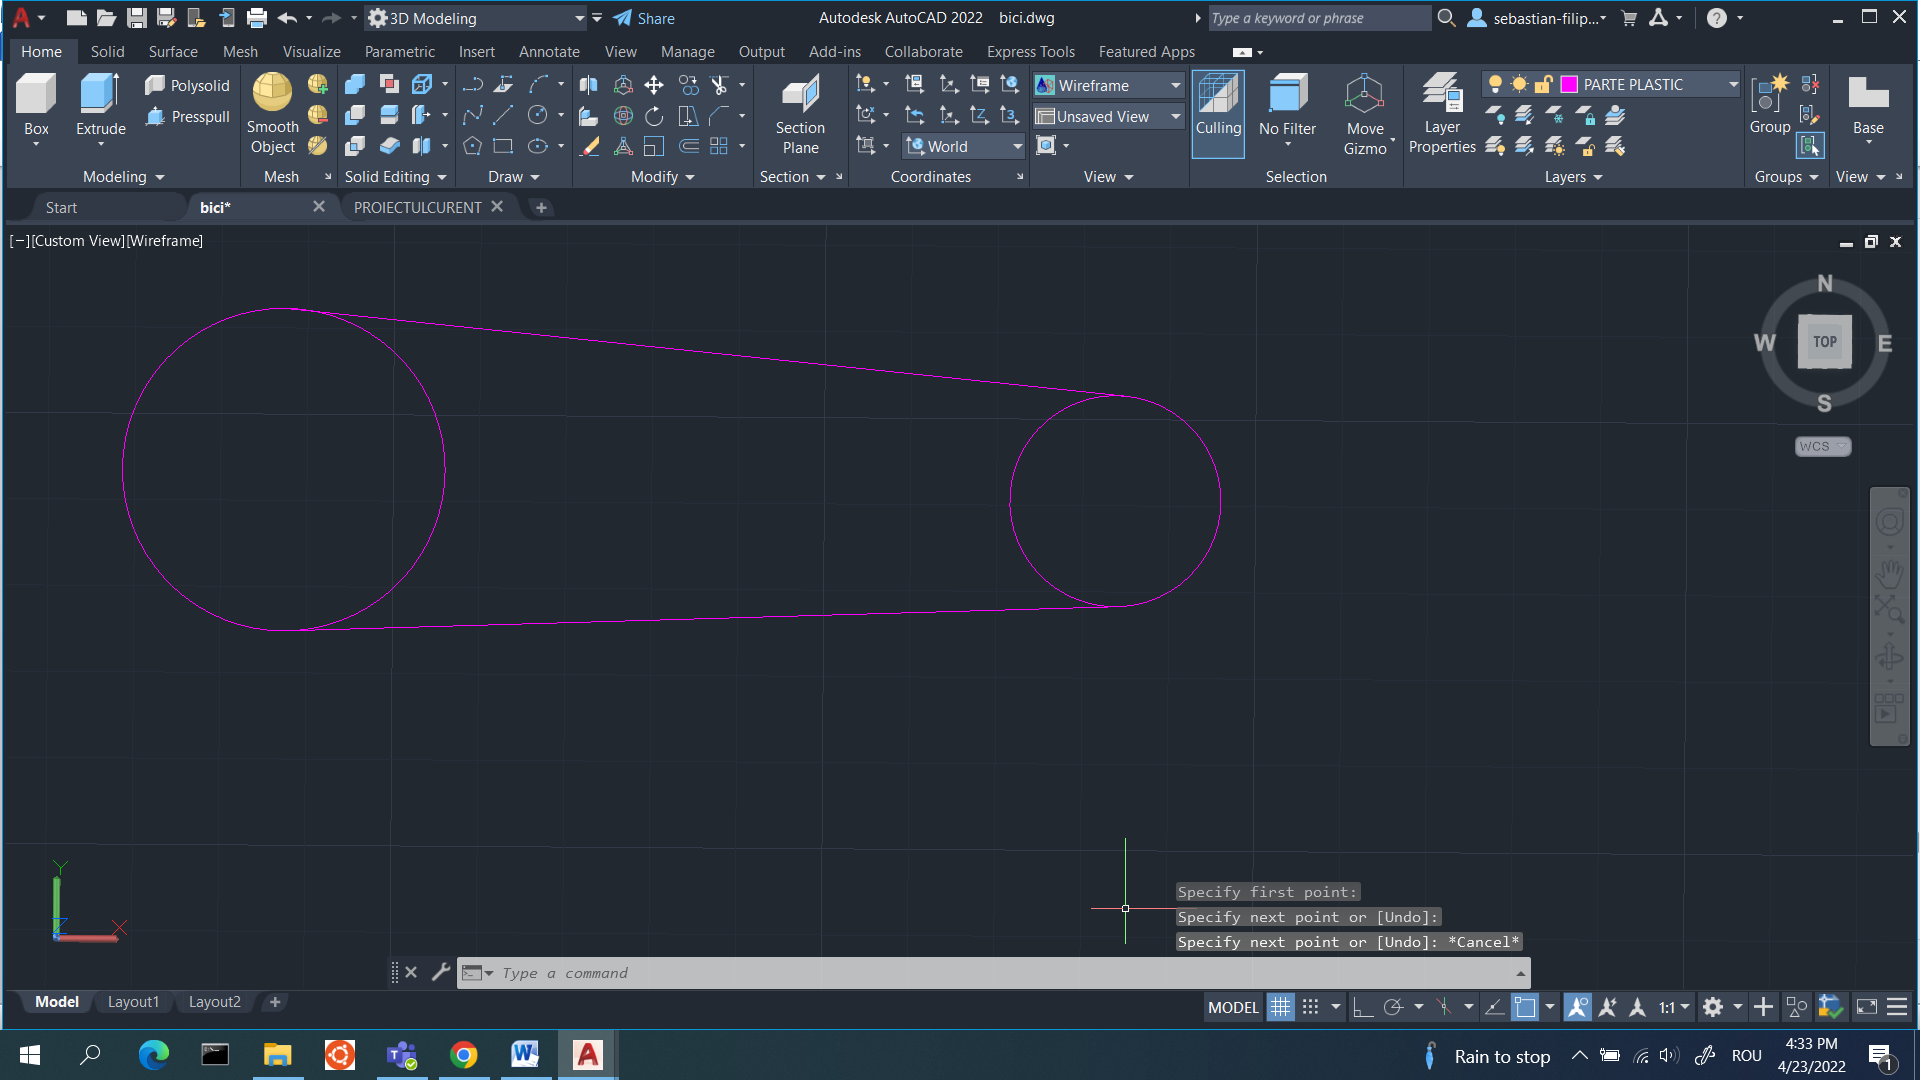 3D Modeling
Share
Autodesk AutoCAD 2022 bici.dwg
Type a keyword or phrase
sebastian-filip...
Home Solid Surface Mesh Visualize Parametric Insert Annotate View Manage Output Add-ins Collaborate Express Tools Featured Apps
Box
Extrude
Polysolid
Presspull
Modeling
Smooth
Object
Mesh
Solid Editing
Draw
Modify
Section
Plane
Section
World
Coordinates
Wireframe
Unsaved View
View
Culling
No Filter
Move
Gizmo
Selection
Layer
Properties
PARTE PLASTIC
Layers
Group
Groups
Base
View
Start
bici*
PROIECTULCURENT
[−][Custom View][Wireframe]
N
W
TOP
E
S
WCS
Y
X
Specify first point:
Specify next point or [Undo]:
Specify next point or [Undo]: *Cancel*
Type a command
Model
Layout1
Layout2
MODEL
1:1
Rain to stop
ROU
4:33 PM
4/23/2022
1